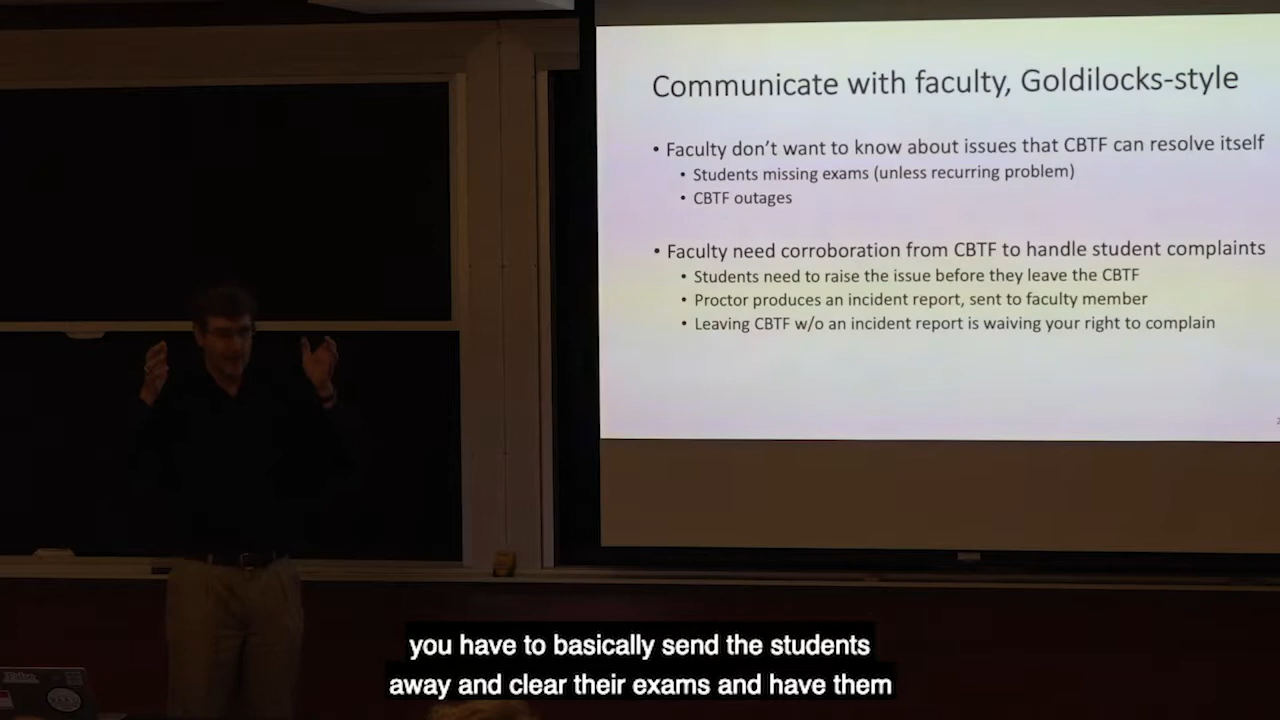 Communicate with faculty, Goldilocks-style
• Faculty don't want to know about issues that CBTF can resolve itself
• Students missing exams (unless recurring problem)
• CBTF outages
• Faculty need corroboration from CBTF to handle student complaints
• Students need to raise the issue before they leave the CBTF
• Proctor produces an incident report, sent to faculty member
• Leaving CBTF w/o an incident report is waiving your right to complain
you have to basically send the students
away and clear their exams and have them